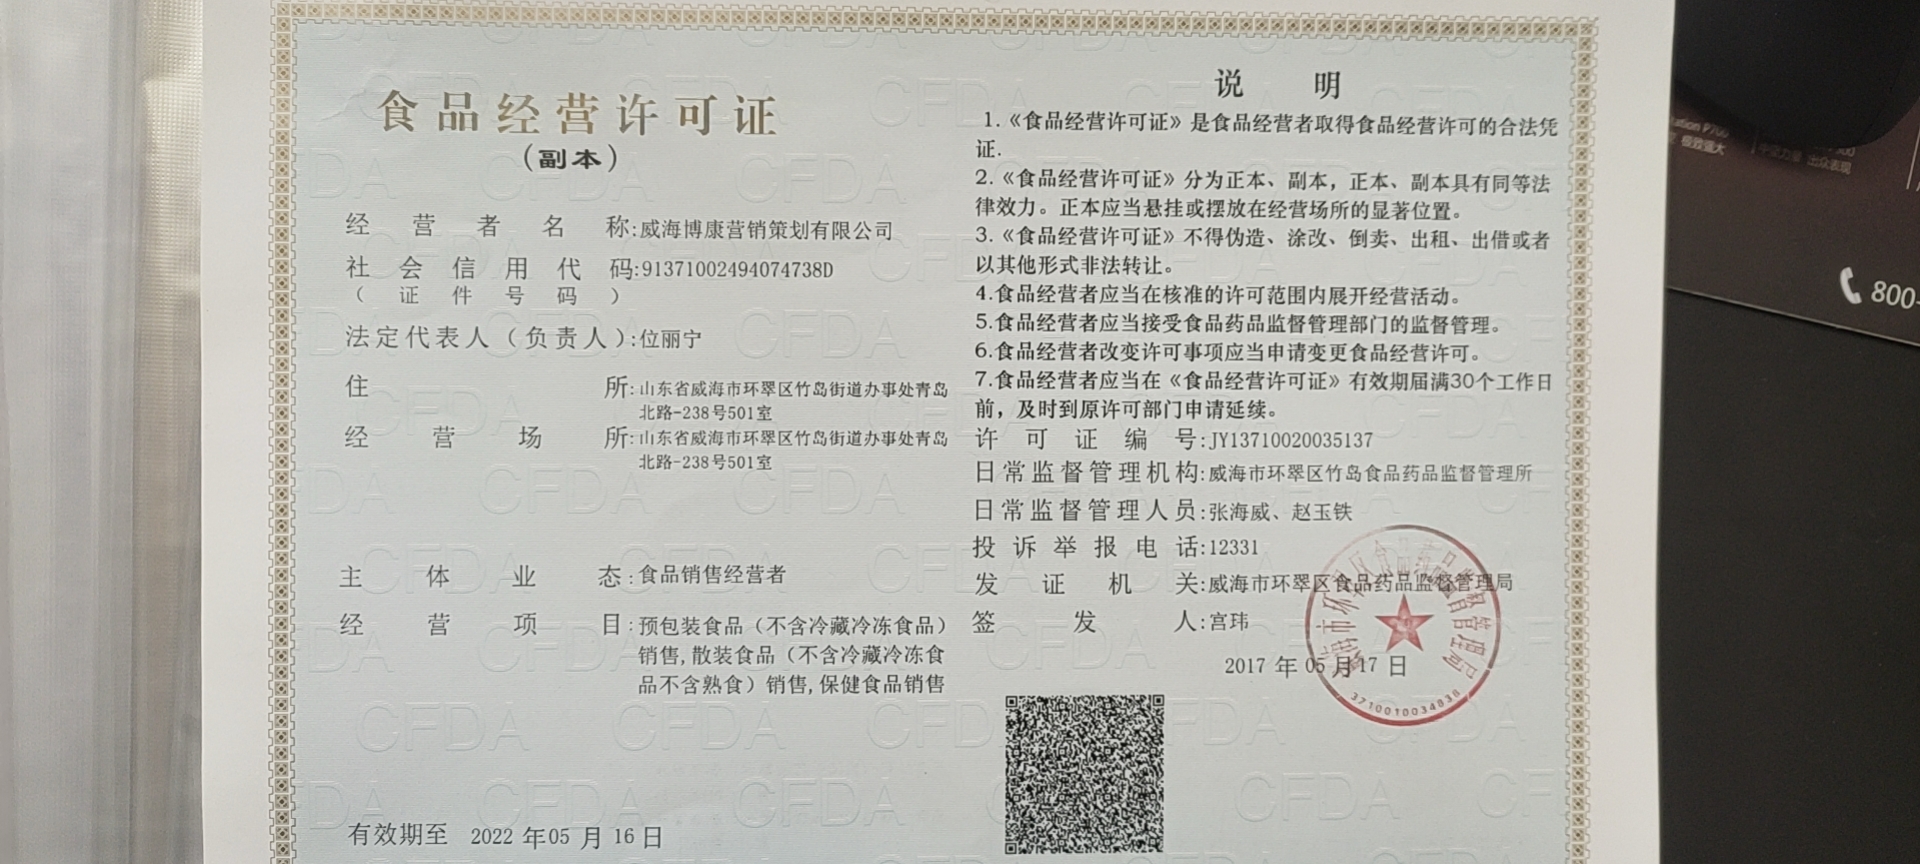 食品经营许可证
（副本）
经营者名称:威海博康营销策划有限公司
社会信用代码:91371002494074738D
（证件号码）
法定代表人（负责人）:位丽宁
住所:山东省威海市环翠区竹岛街道办事处青岛
北路-238号501室
经营场所:山东省威海市环翠区竹岛街道办事处青岛
北路-238号501室
主体业态:食品销售经营者
经营项目:预包装食品（不含冷藏冷冻食品）
销售,散装食品（不含冷藏冷冻食
品不含熟食）销售,保健食品销售
有效期至 2022 年05 月 16 日
说明
1.《食品经营许可证》是食品经营者取得食品经营许可的合法凭
证.
2.《食品经营许可证》分为正本、副本，正本、副本具有同等法
律效力。正本应当悬挂或摆放在经营场所的显著位置。
3.《食品经营许可证》不得伪造、涂改、倒卖、出租、出借或者
以其他形式非法转让。
4.食品经营者应当在核准的许可范围内展开经营活动。
5.食品经营者应当接受食品药品监督管理部门的监督管理。
6.食品经营者改变许可事项应当申请变更食品经营许可。
7.食品经营者应当在《食品经营许可证》有效期届满30个工作日
前，及时到原许可部门申请延续。
许可证编号:JY13710020035137
日常监督管理机构:威海市环翠区竹岛食品药品监督管理所
日常监督管理人员:张海威、赵玉铁
投诉举报电话:12331
发证机关:威海市环翠区食品药品监督管理局
签发人:宫玮
2017 年 05 月 17 日
威海市环翠区食品药品监督管理局
3710010034838
CFDA
极致强大
出众表现
800-